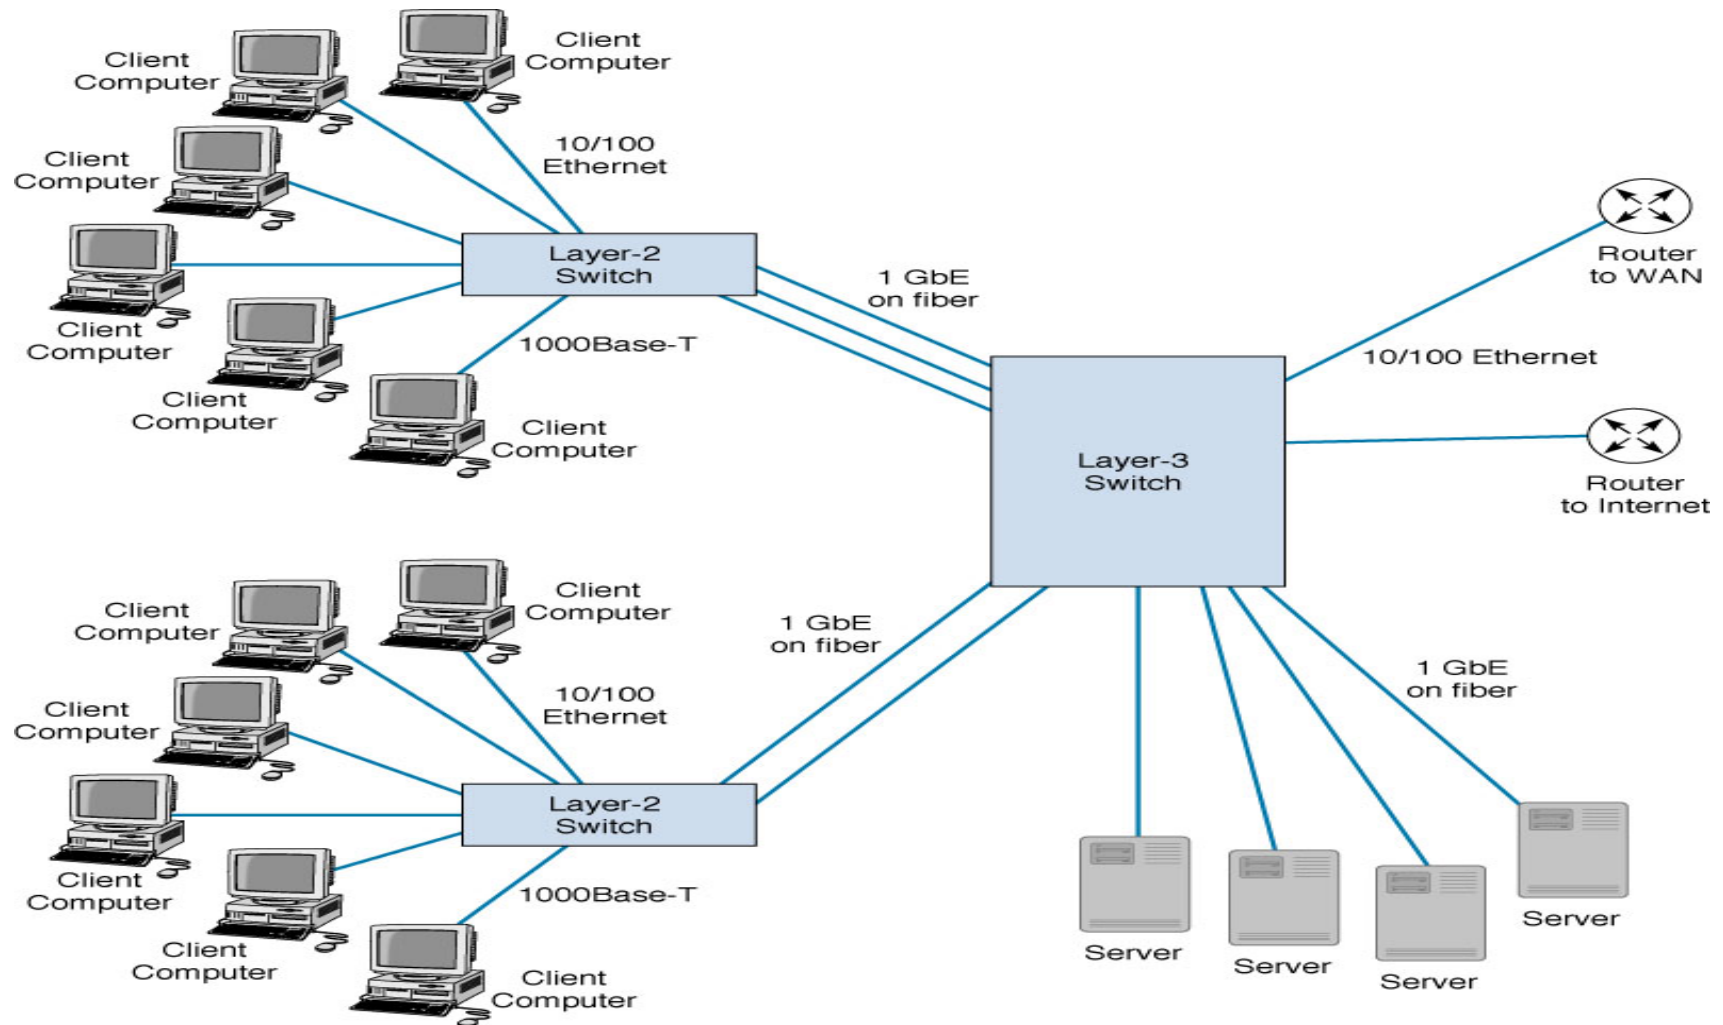 Client
Computer
Client
Computer
10/100
Ethernet
Client
Computer
Client
Computer
Client
Computer
Client
Computer
Layer-2
Switch
1000Base-T
1 GbE
on fiber
Router
to WAN
10/100 Ethernet
Layer-3
Switch
Router
to Internet
Client
Computer
Client
Computer
10/100
Ethernet
Client
Computer
Client
Computer
Client
Computer
Client
Computer
Layer-2
Switch
1000Base-T
1 GbE
on fiber
1 GbE
on fiber
Server
Server
Server
Server